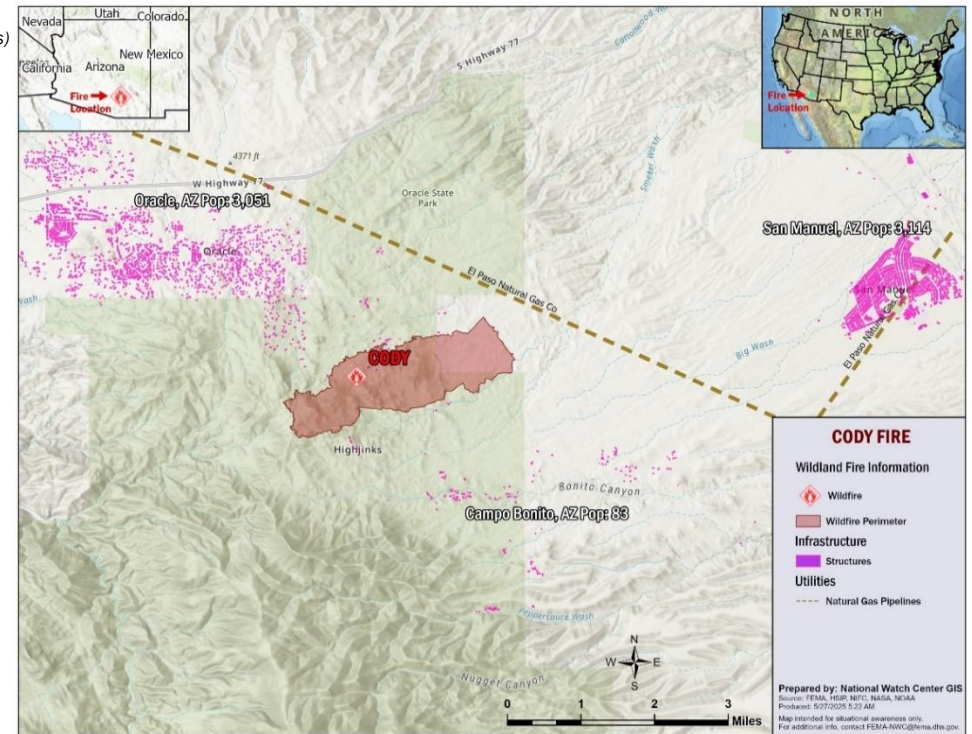 s)
Nevada
Utah
Colorado
California
Arizona
New Mexico
Fire
Location
NORTH
AMERICA
Fire
Location
S Highway 77
4371 ft
W Highway 77
Oracle, AZ Pop: 3,051
Oracle
Oracle State
Park
Smelter Wash
San Manuel, AZ Pop: 3,114
San Manuel
El Paso Natural Gas Co
El Paso Natural Gas Co
Wash
Big Wash
CODY
Highjinks
Bonito Canyon
Campo Bonito, AZ Pop: 83
Peppersauce Wash
Nugget Canyon
N
W
E
S
0
1
2
3
Miles
CODY FIRE
Wildland Fire Information
Wildfire
Wildfire Perimeter
Infrastructure
Structures
Utilities
Natural Gas Pipelines
Prepared by: National Watch Center GIS
Source: FEMA, HSIP, NIFC, NASA, NOAA
Produced: 5/27/2025 5:22 AM
Map intended for situational awareness only.
For additional info, contact FEMA-NWC@fema.dhs.gov.